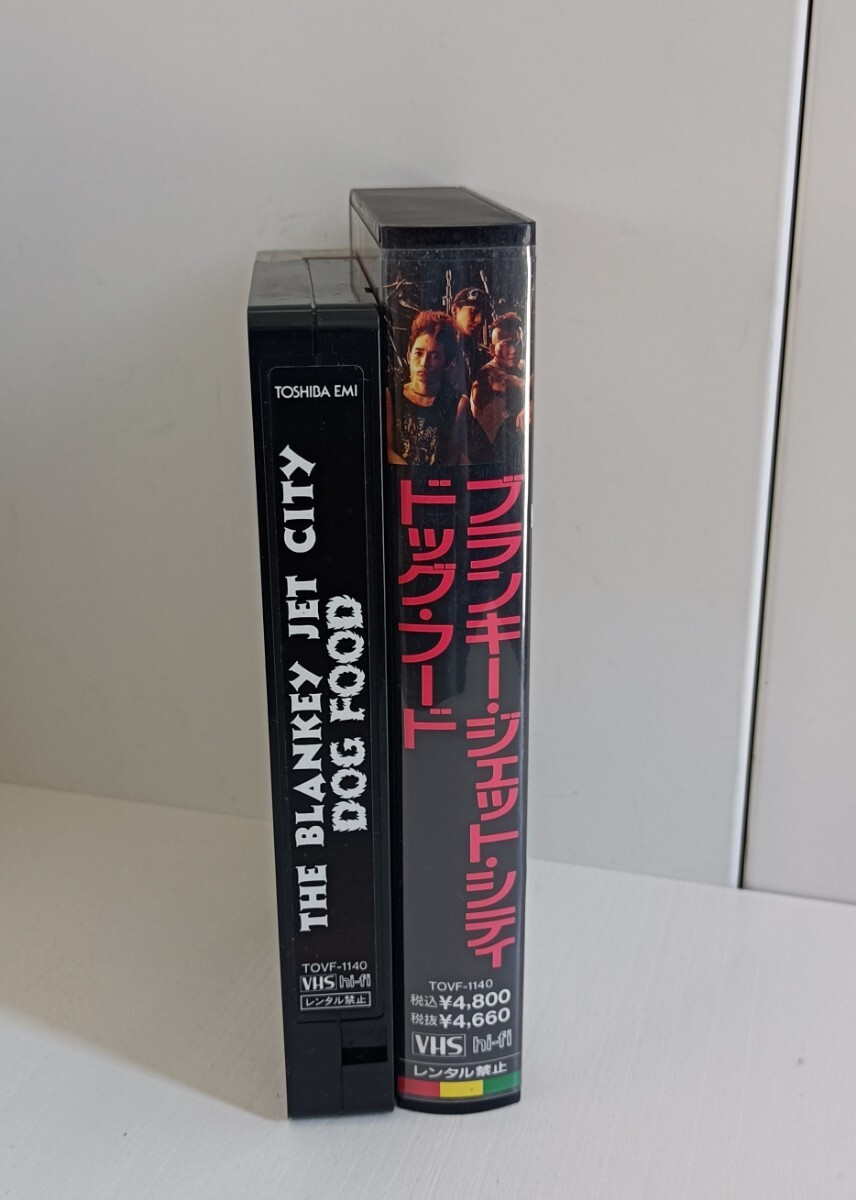 TOSHIBA EMI
THE BLANKEY JET CITY
DOG FOOD
TOVF-1140
VHS hi-fi
レンタル禁止
ブランキー・ジェット・シティ
ドッグ・フード
TOVF-1140
税込¥4,800
税抜¥4,660
VHS hi-fi
レンタル禁止